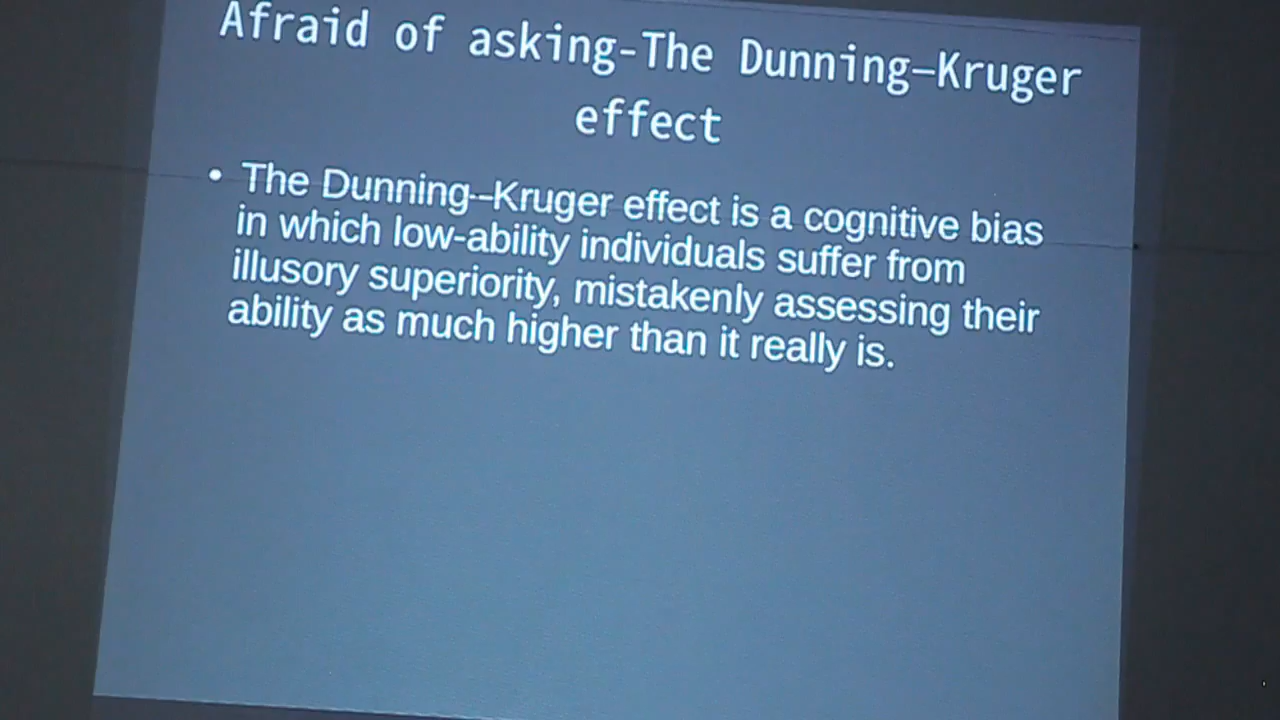 Afraid of asking-The Dunning–Kruger
effect
• The Dunning–Kruger effect is a cognitive bias
in which low-ability individuals suffer from
illusory superiority, mistakenly assessing their
ability as much higher than it really is.